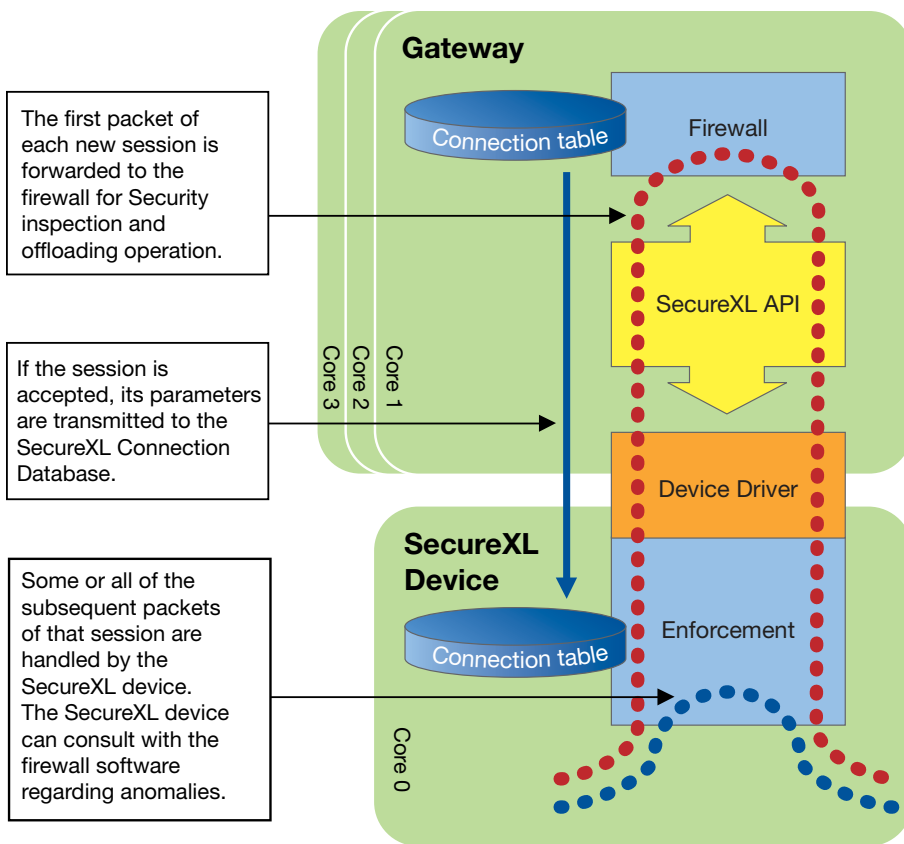 Gateway
Connection table
Firewall
The first packet of
each new session is
forwarded to the
firewall for Security
inspection and
offloading operation.
SecureXL API
Core 3
Core 2
Core 1
If the session is
accepted, its parameters
are transmitted to the
SecureXL Connection
Database.
Device Driver
SecureXL
Device
Connection table
Enforcement
Some or all of the
subsequent packets
of that session are
handled by the
SecureXL device.
The SecureXL device
can consult with the
firewall software
regarding anomalies.
Core 0